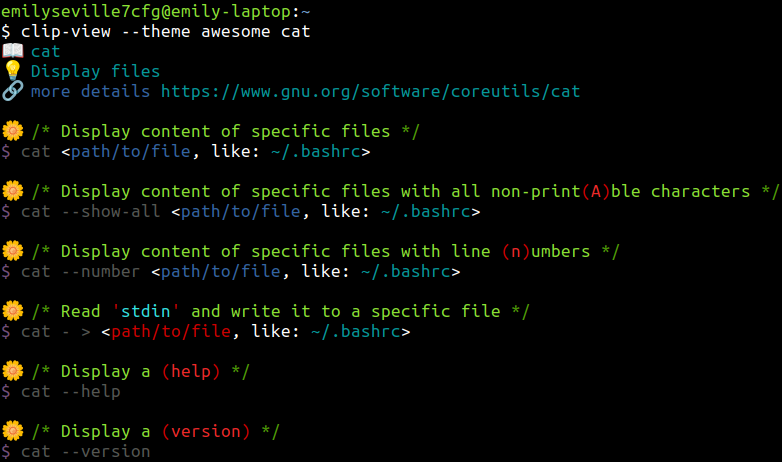 emilyseville7cfg@emily-laptop:~
$ clip-view --theme awesome cat
📖 cat
💡 Display files
🔗 more details https://www.gnu.org/software/coreutils/cat
🌼 /* Display content of specific files */
$ cat <path/to/file, like: ~/.bashrc>
🌼 /* Display content of specific files with all non-print(A)ble characters */
$ cat --show-all <path/to/file, like: ~/.bashrc>
🌼 /* Display content of specific files with line (n)umbers */
$ cat --number <path/to/file, like: ~/.bashrc>
🌼 /* Read 'stdin' and write it to a specific file */
$ cat - > <path/to/file, like: ~/.bashrc>
🌼 /* Display a (help) */
$ cat --help
🌼 /* Display a (version) */
$ cat --version